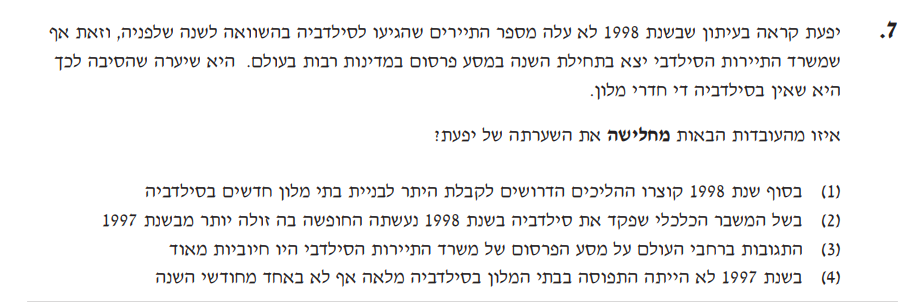 7. יפעת קראה בעיתון שבשנת 1998 לא עלה מספר התיירים שהגיעו לסילדביה בהשוואה לשנה שלפניה, וזאת אף
שמשרד התיירות הסילדבי יצא בתחילת השנה במסע פרסום במדינות רבות בעולם. היא שיערה שהסיבה לכך
היא שאין בסילדביה די חדרי מלון.
איזו מהעובדות הבאות מחלישה את השערתה של יפעת?
(1) בסוף שנת 1998 קוצרו ההליכים הדרושים לקבלת היתר לבניית בתי מלון חדשים בסילדביה
(2) בשל המשבר הכלכלי שפקד את סילדביה בשנת 1998 נעשתה החופשה בה זולה יותר מבשנת 1997
(3) התגובות ברחבי העולם על מסע הפרסום של משרד התיירות הסילדבי היו חיוביות מאוד
(4) בשנת 1997 לא הייתה התפוסה בבתי המלון בסילדביה מלאה אף לא באחד מחודשי השנה